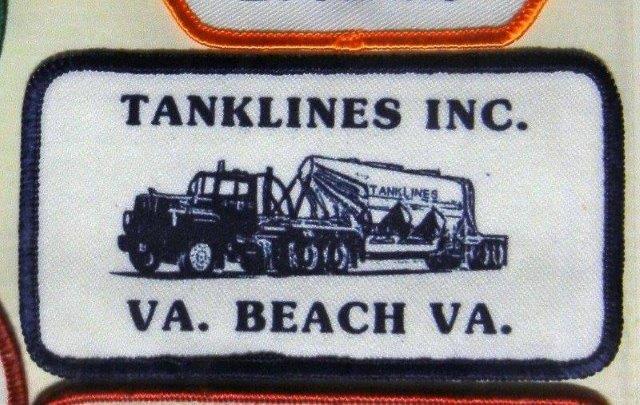 TANKLINES INC.
TANKLINES
VA. BEACH VA.